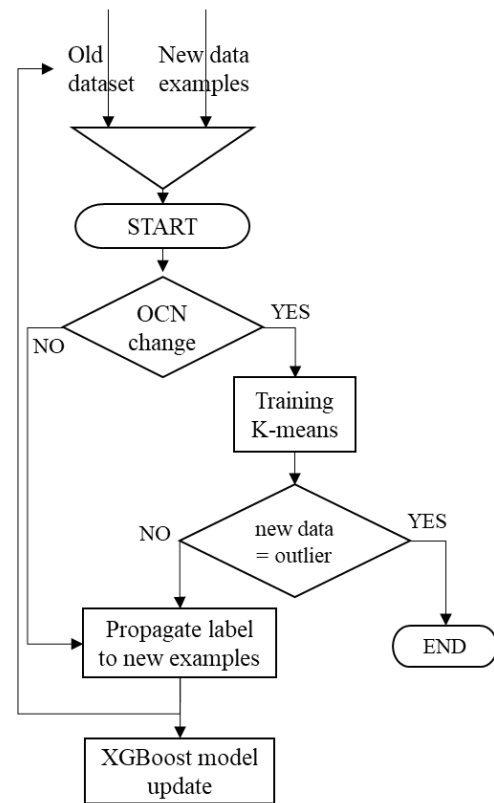 Old
dataset
New data
examples
START
OCN
change
YES
NO
Training
K-means
new data
= outlier
NO
YES
Propagate label
to new examples
END
XGBoost model
update